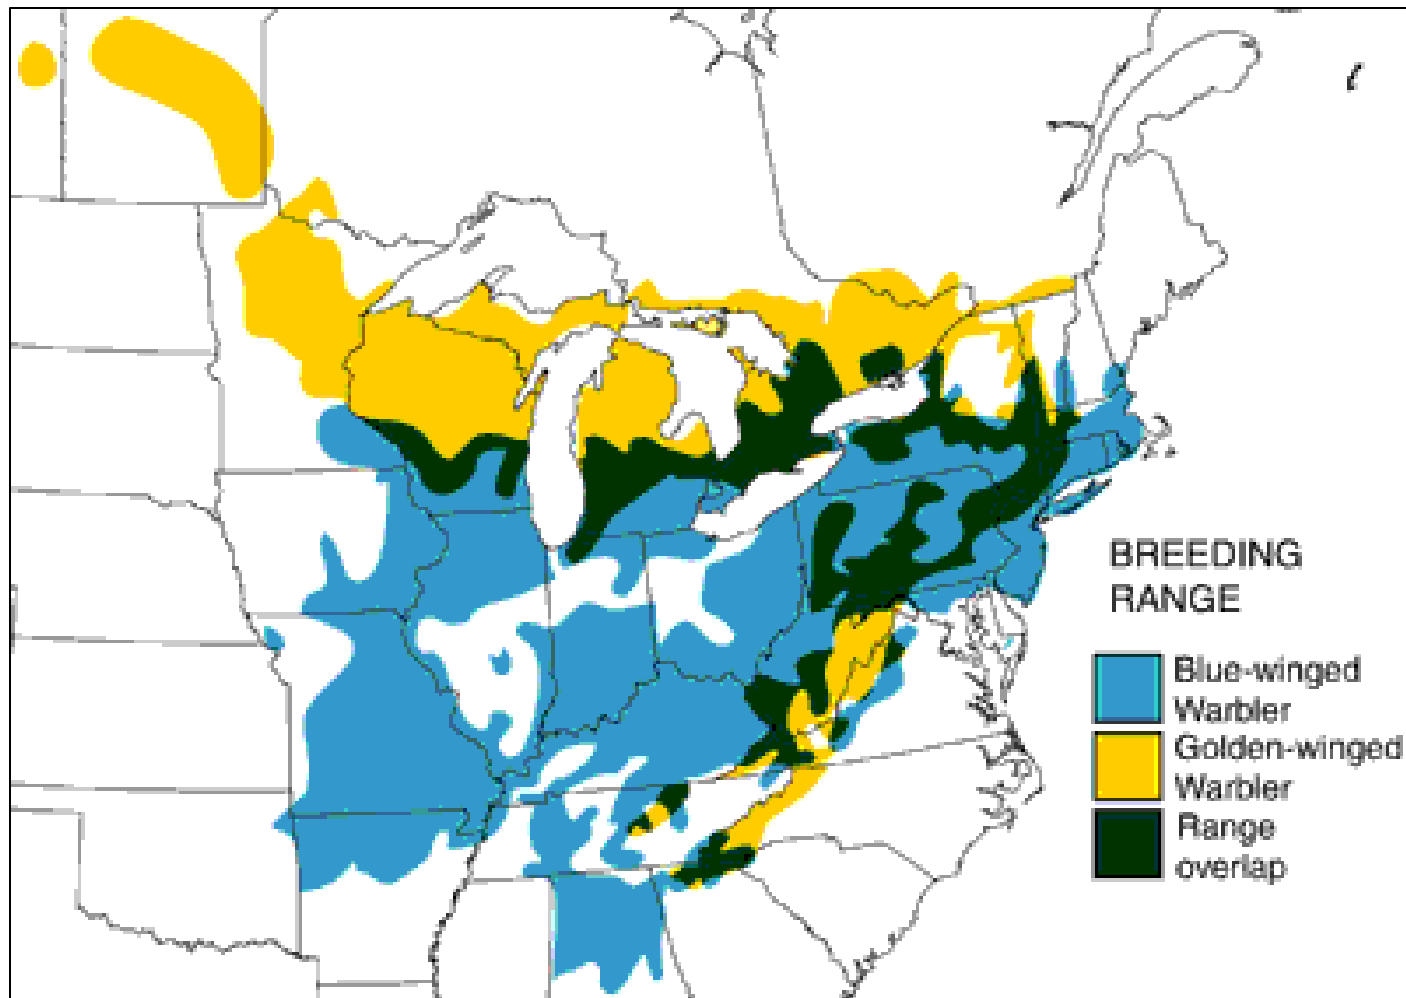 BREEDING
RANGE
Blue-winged
Warbler
Golden-winged
Warbler
Range
overlap